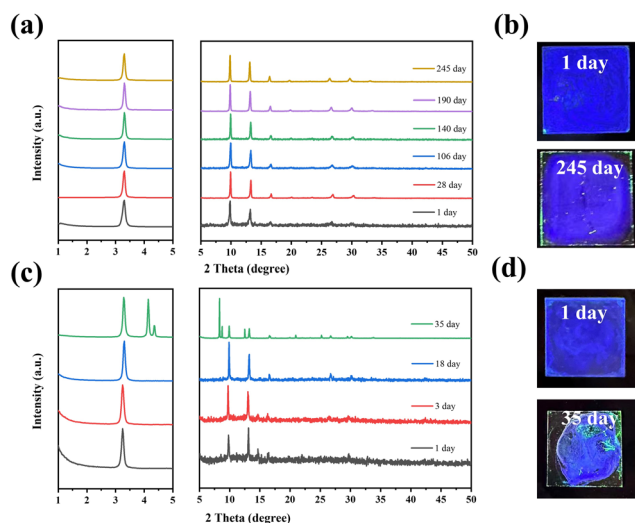 (a)
(b)
Intensity (a.u.)
245 day
190 day
140 day
106 day
28 day
1 day
1 2 3 4 5
5 10 15 20 25 30 35 40 45 50
2 Theta (degree)
1 day
245 day
(c)
(d)
Intensity (a.u.)
35 day
18 day
3 day
1 day
1 2 3 4 5
5 10 15 20 25 30 35 40 45 50
2 Theta (degree)
1 day
35 day